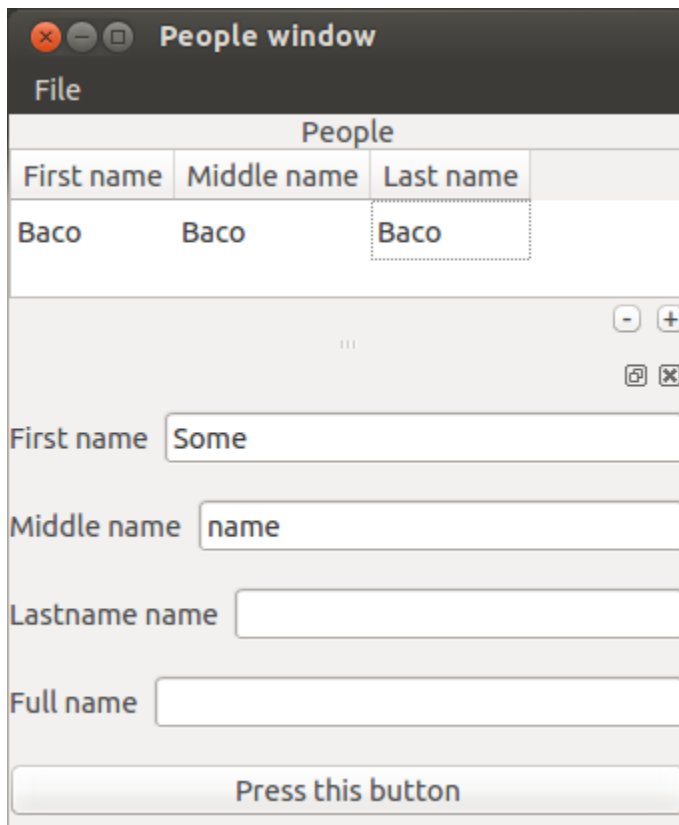 People window
File
People
First name Middle name Last name
Baco Baco Baco
- +
First name Some
Middle name name
Lastname name
Full name
Press this button